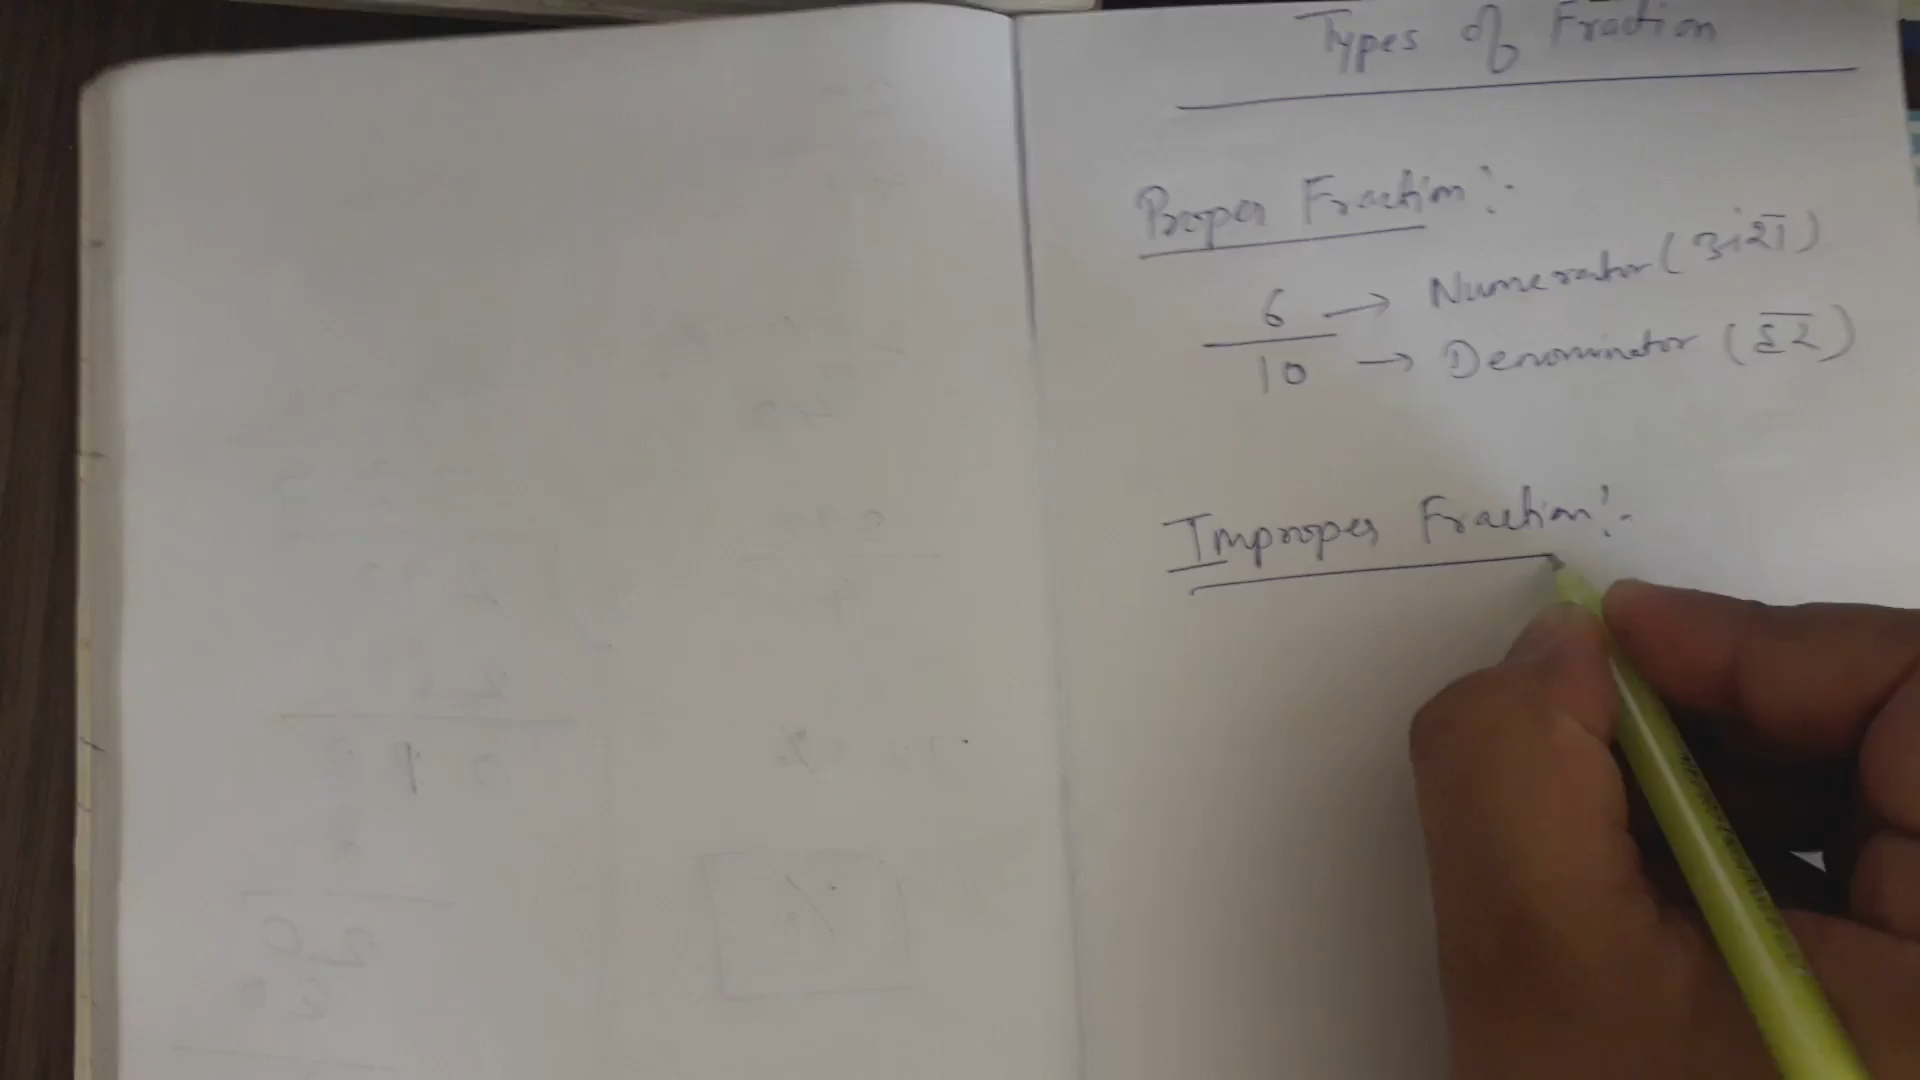 Types of Fraction
Proper Fraction :-
6 → Numerator (अंश)
10 → Denominator (हर)
Improper Fraction :-